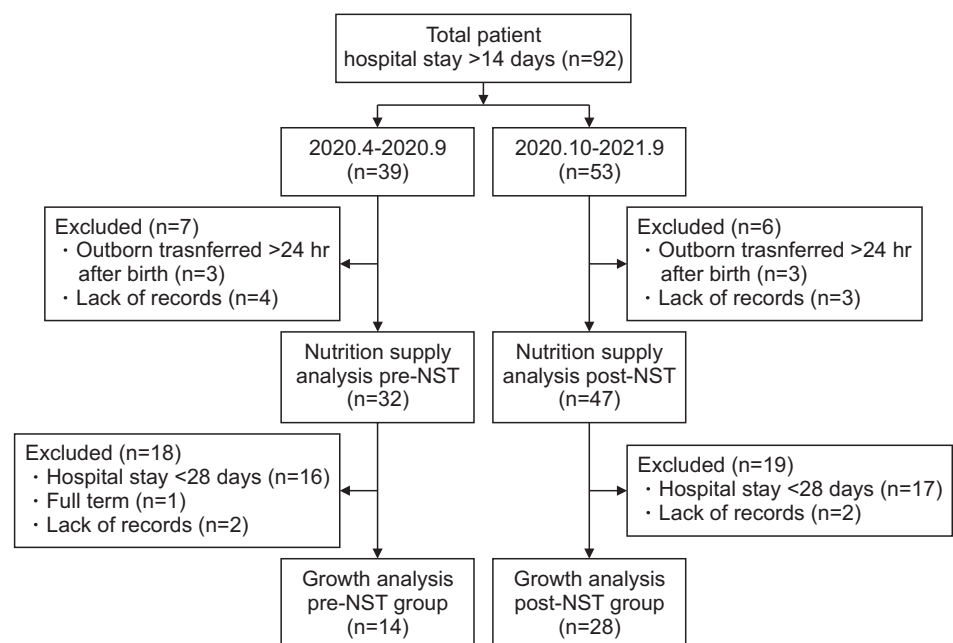 Total patient
hospital stay >14 days (n=92)
2020.4-2020.9
(n=39)
2020.10-2021.9
(n=53)
Excluded (n=7)
· Outborn trasnferred >24 hr
after birth (n=3)
· Lack of records (n=4)
Excluded (n=6)
· Outborn trasnferred >24 hr
after birth (n=3)
· Lack of records (n=3)
Nutrition supply
analysis pre-NST
(n=32)
Nutrition supply
analysis post-NST
(n=47)
Excluded (n=18)
· Hospital stay <28 days (n=16)
· Full term (n=1)
· Lack of records (n=2)
Excluded (n=19)
· Hospital stay <28 days (n=17)
· Lack of records (n=2)
Growth analysis
pre-NST group
(n=14)
Growth analysis
post-NST group
(n=28)